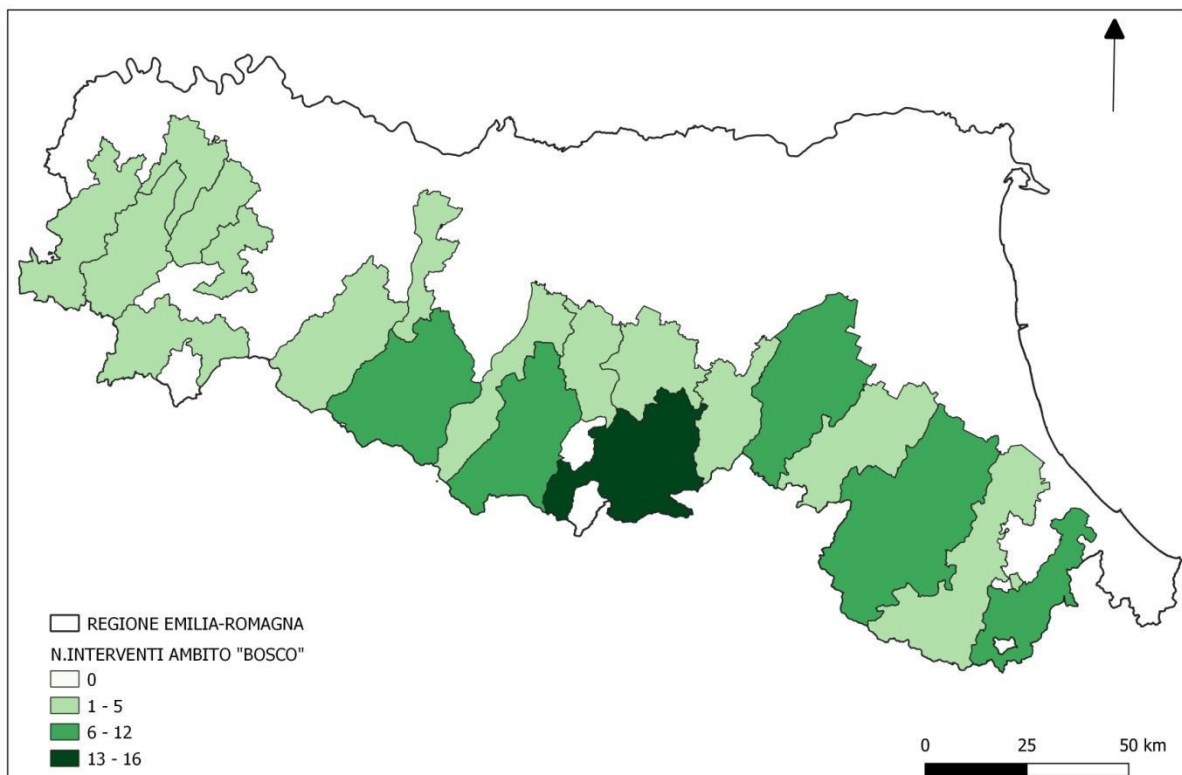 REGIONE EMILIA-ROMAGNA
N.INTERVENTI AMBITO "BOSCO"
0
1 - 5
6 - 12
13 - 16
0 25 50 km